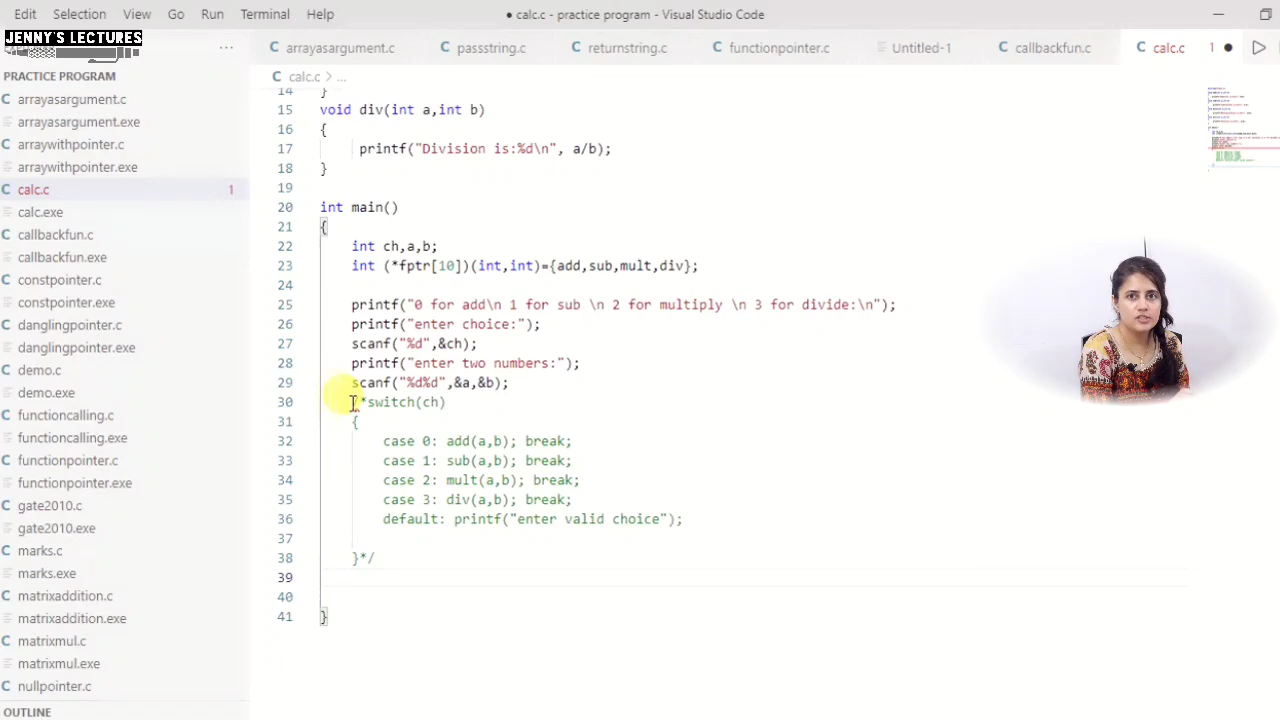 Edit Selection View Go Run Terminal Help
● calc.c - practice program - Visual Studio Code
JENNY'S LECTURES
C arrayasargument.c C passstring.c C returnstring.c C functionpointer.c Untitled-1 C callbackfun.c C calc.c 1 ●
PRACTICE PROGRAM
C arrayasargument.c
arrayasargument.exe
C arraywithpointer.c
arraywithpointer.exe
C calc.c 1
calc.exe
C callbackfun.c
callbackfun.exe
C constpointer.c
constpointer.exe
C danglingpointer.c
danglingpointer.exe
C demo.c
demo.exe
C functioncalling.c
functioncalling.exe
C functionpointer.c
functionpointer.exe
C gate2010.c
gate2010.exe
C marks.c
marks.exe
C matrixaddition.c
matrixaddition.exe
C matrixmul.c
matrixmul.exe
C nullpointer.c
OUTLINE
C calc.c > ...
14 }
15 void div(int a,int b)
16 {
17 printf("Division is:%d\n", a/b);
18 }
19
20 int main()
21 {
22 int ch,a,b;
23 int (*fptr[10])(int,int)={add,sub,mult,div};
24
25 printf("0 for add\n 1 for sub \n 2 for multiply \n 3 for divide:\n");
26 printf("enter choice:");
27 scanf("%d",&ch);
28 printf("enter two numbers:");
29 scanf("%d%d",&a,&b);
30 /*switch(ch)
31 {
32 case 0: add(a,b); break;
33 case 1: sub(a,b); break;
34 case 2: mult(a,b); break;
35 case 3: div(a,b); break;
36 default: printf("enter valid choice");
37
38 }*/
39
40
41 }